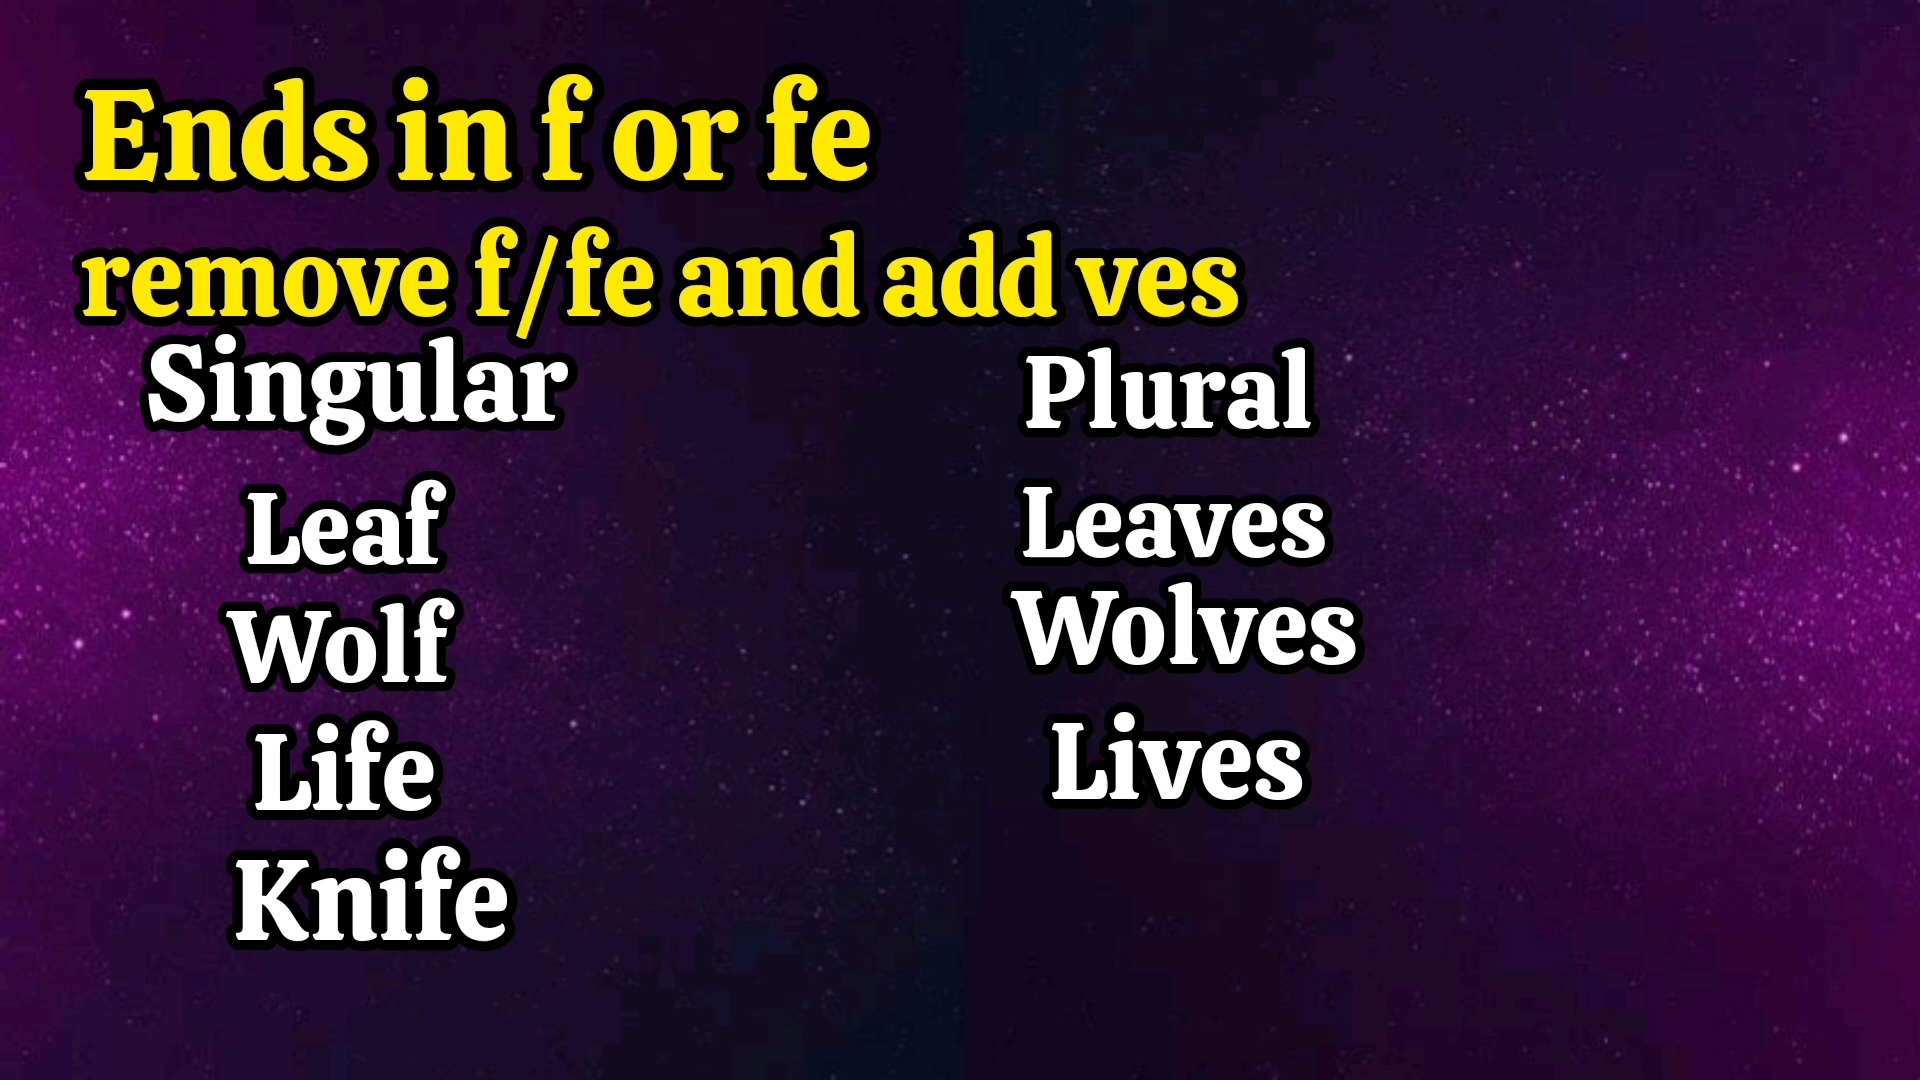 Ends in f or fe
remove f/fe and add ves
Singular Plural
Leaf Leaves
Wolf Wolves
Life Lives
Knife